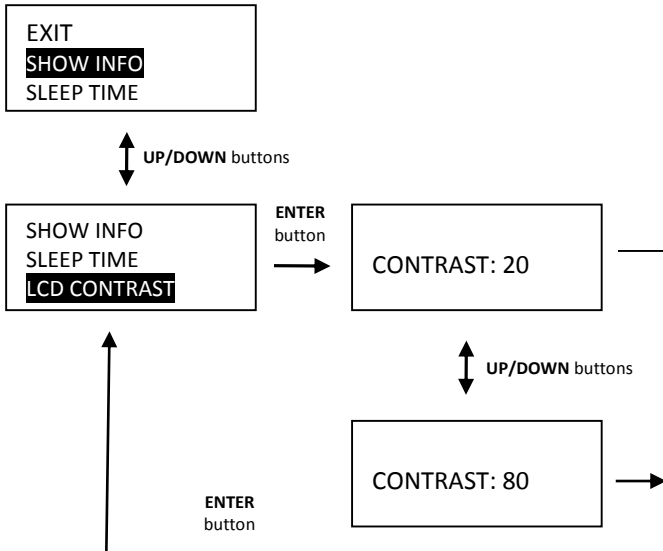 EXIT
SHOW INFO
SLEEP TIME
UP/DOWN buttons
SHOW INFO
SLEEP TIME
LCD CONTRAST
ENTER
button
CONTRAST: 20
UP/DOWN buttons
CONTRAST: 80
ENTER
button